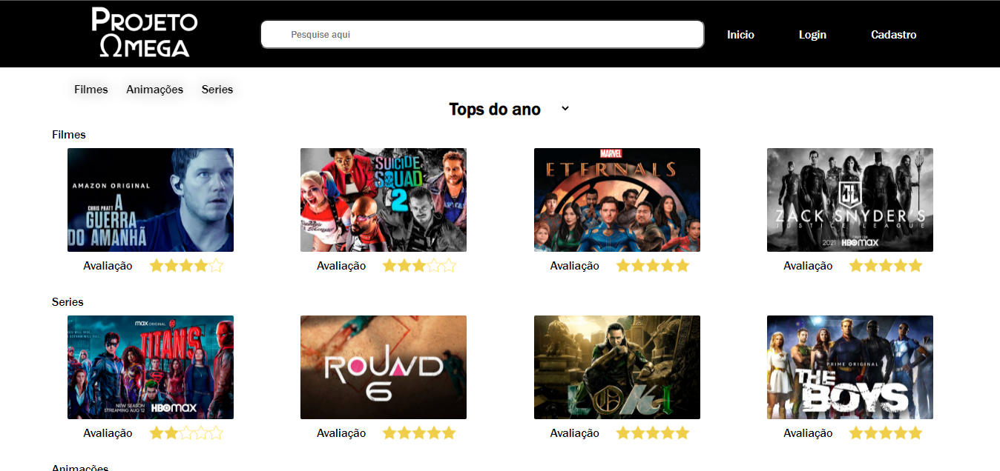 PROJETO
ΩMEGA
Pesquise aqui
Inicio
Login
Cadastro
Filmes
Animações
Series
Tops do ano
Filmes
AMAZON ORIGINAL
CHRIS PRATT
A
GUERRA
DO AMANHÃ
SUICIDE
SQUAD
2
MARVEL
ETERNALS
JL
ZACK SNYDER'S
JUSTICE LEAGUE
ONLY ON
2021 HBOmax
Avaliação
Avaliação
Avaliação
Avaliação
Series
max ORIGINAL
TITANS
NEW SEASON
STREAMING AUG 12
HBOmax
ROUND
6
LOKI
PRIME ORIGINAL
THE
BOYS
Avaliação
Avaliação
Avaliação
Avaliação
Animações